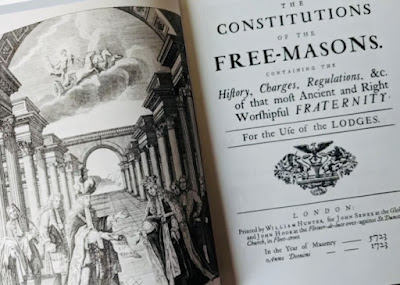 THE
CONSTITUTIONS
OF THE
FREE-MASONS.
CONTAINING THE
History, Charges, Regulations, &c.
of that most Ancient and Right
Worshipful FRATERNITY.
For the Use of the LODGES.
LONDON:
Printed by WILLIAM HUNTER, for JOHN SENEX at the Globe,
and JOHN HOOKE at the Flower-de-luce over-against St. Dunstan's
Church, in Fleet-street.
In the Year of Masonry —— 5723
Anno Domini —— 1723